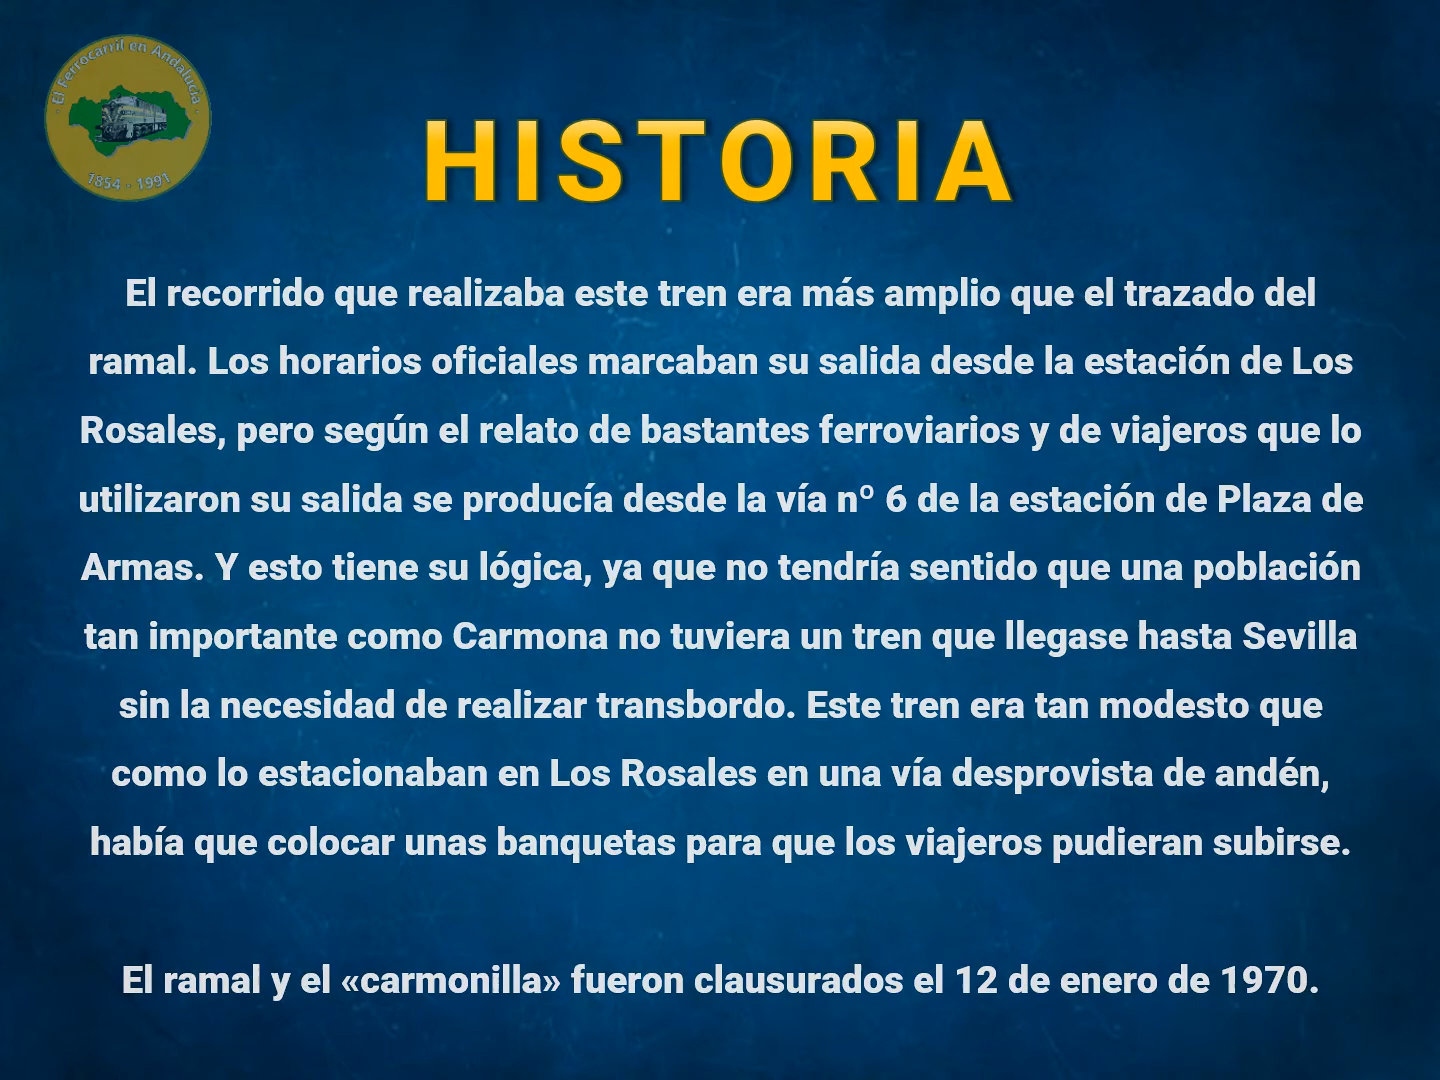 El Ferrocarril en Andalucía
1854 - 1991
HISTORIA
El recorrido que realizaba este tren era más amplio que el trazado del
ramal. Los horarios oficiales marcaban su salida desde la estación de Los
Rosales, pero según el relato de bastantes ferroviarios y de viajeros que lo
utilizaron su salida se producía desde la vía nº 6 de la estación de Plaza de
Armas. Y esto tiene su lógica, ya que no tendría sentido que una población
tan importante como Carmona no tuviera un tren que llegase hasta Sevilla
sin la necesidad de realizar transbordo. Este tren era tan modesto que
como lo estacionaban en Los Rosales en una vía desprovista de andén,
había que colocar unas banquetas para que los viajeros pudieran subirse.
El ramal y el «carmonilla» fueron clausurados el 12 de enero de 1970.